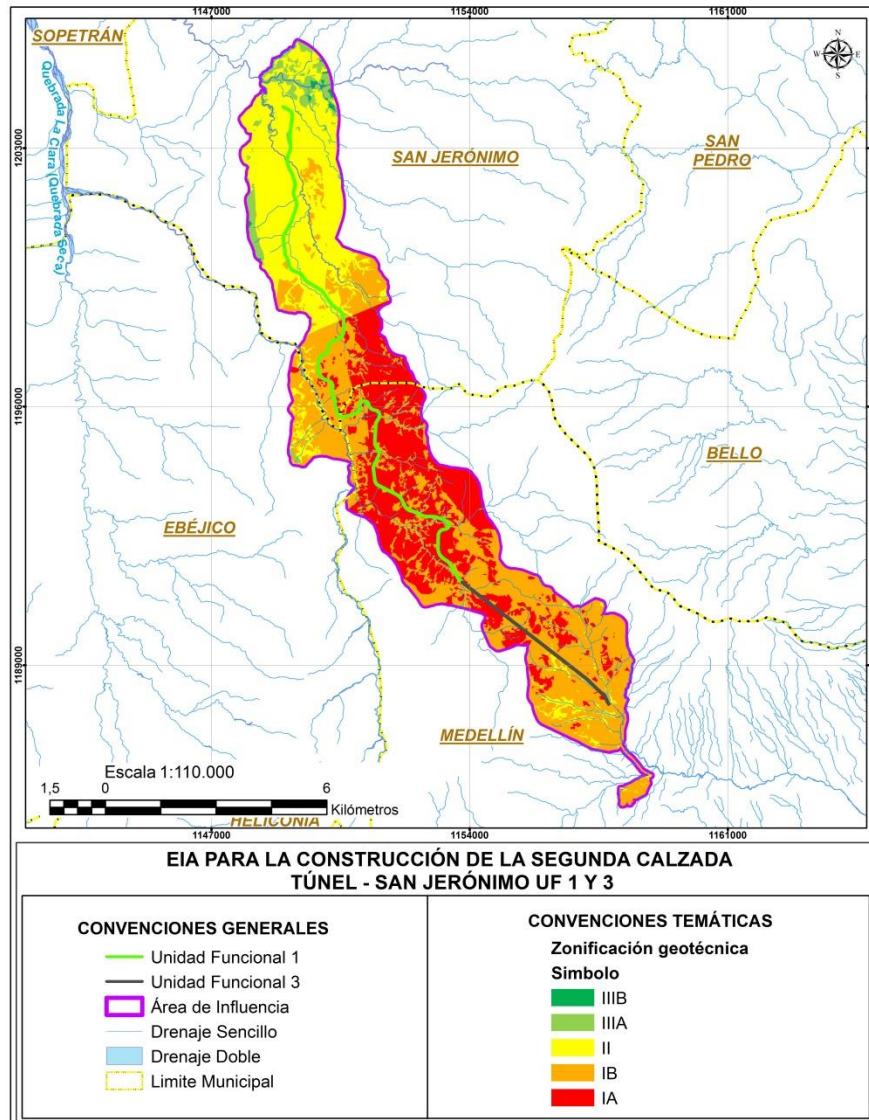 1147000 1154000 1161000
SOPETRÁN
N
W E
S
Quebrada La Clara (Quebrada Seca)
1203000
SAN JERÓNIMO
SAN
PEDRO
1196000
BELLO
EBÉJICO
1189000
MEDELLÍN
Escala 1:110.000
1,5 0 6
Kilómetros
HELICONIA
1147000 1154000 1161000
EIA PARA LA CONSTRUCCIÓN DE LA SEGUNDA CALZADA
TÚNEL - SAN JERÓNIMO UF 1 Y 3
CONVENCIONES GENERALES
Unidad Funcional 1
Unidad Funcional 3
Área de Influencia
Drenaje Sencillo
Drenaje Doble
Limite Municipal
CONVENCIONES TEMÁTICAS
Zonificación geotécnica
Simbolo
IIIB
IIIA
II
IB
IA